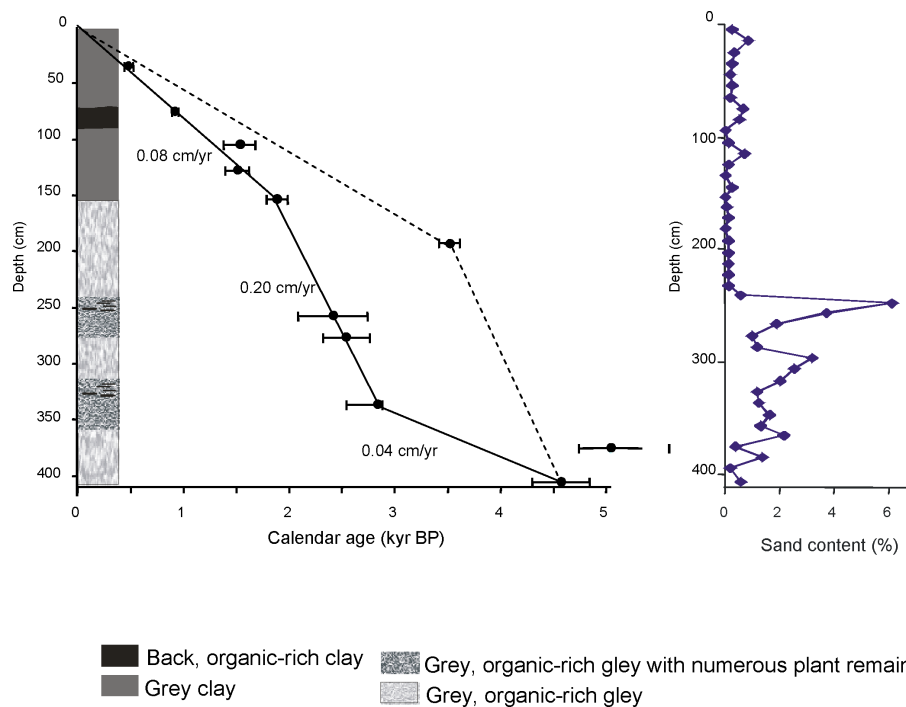 0
50
100
150
200
250
300
350
400
Depth (cm)
0.08 cm/yr
0.20 cm/yr
0.04 cm/yr
0 1 2 3 4 5
Calendar age (kyr BP)
0
100
200
300
400
Depth (cm)
0 2 4 6
Sand content (%)
Back, organic-rich clay
Grey clay
Grey, organic-rich gley with numerous plant remain
Grey, organic-rich gley